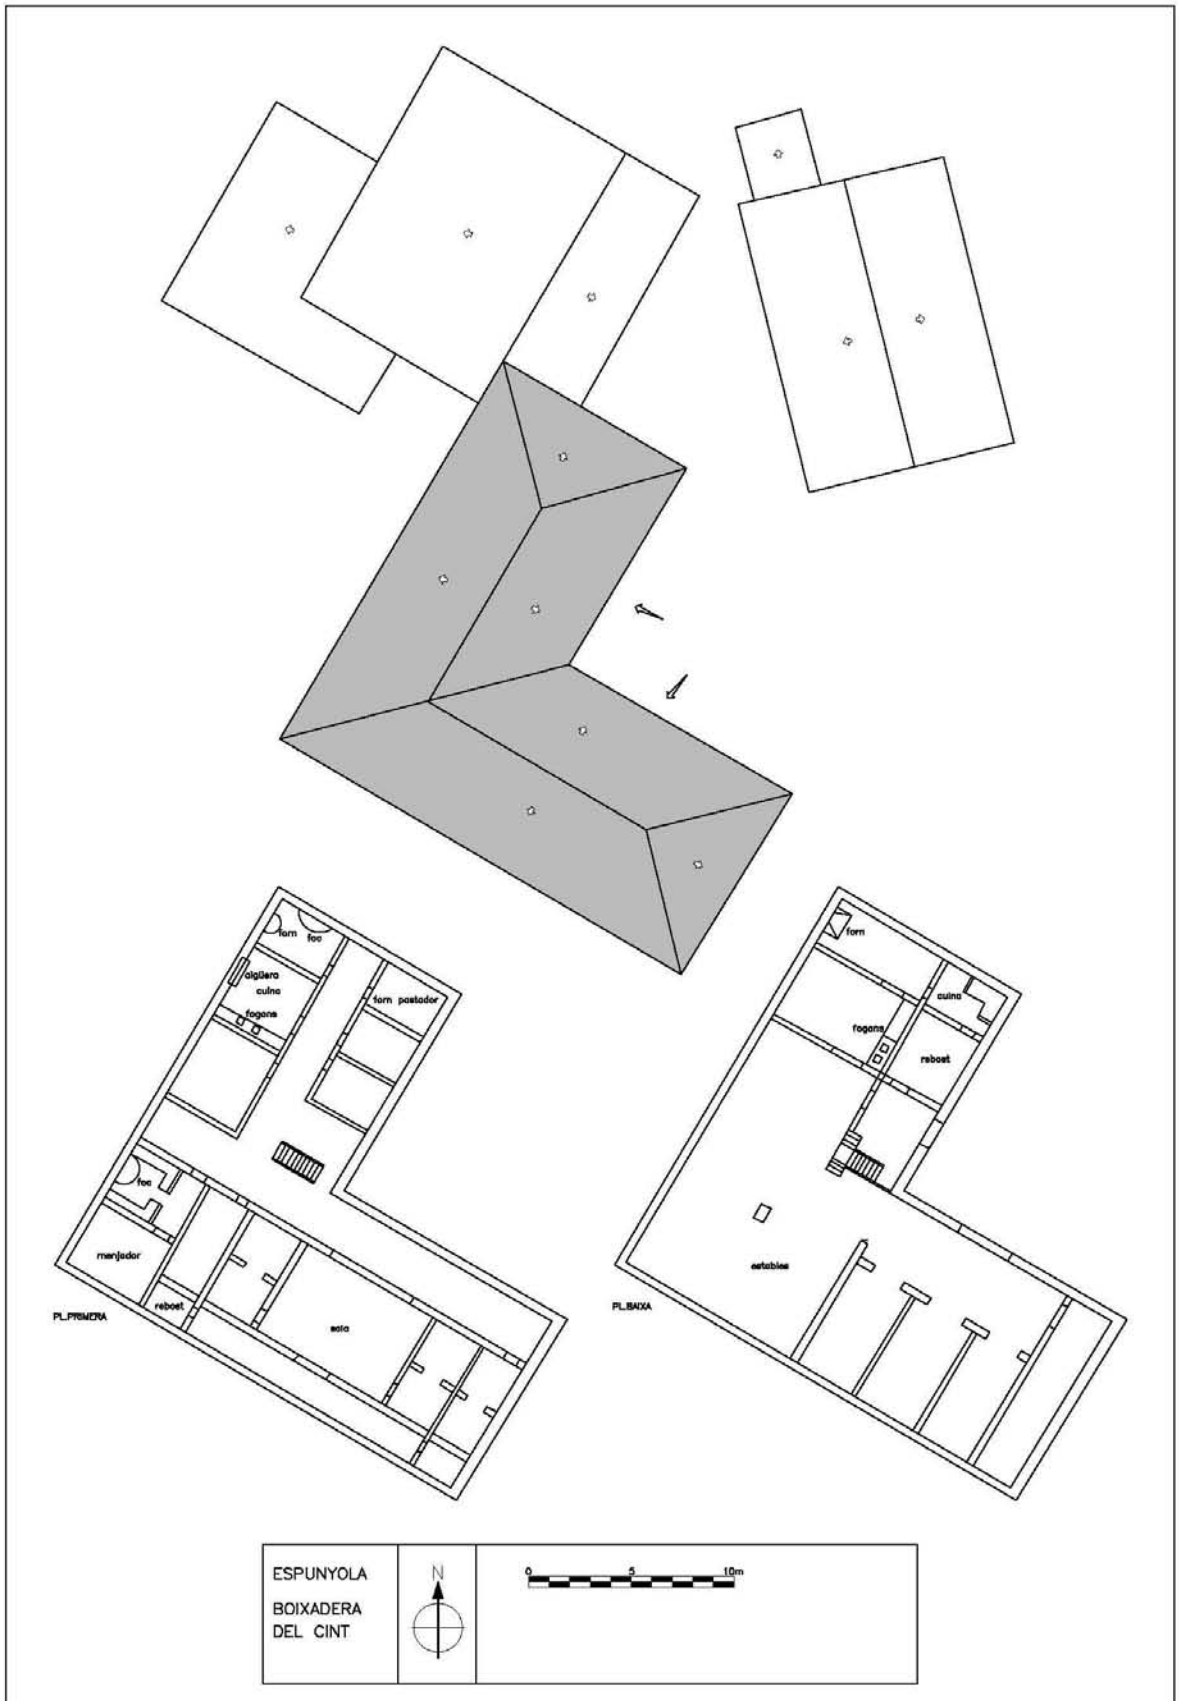 forn
foc
aigüera
cuina
fogons
forn pastador
foc
menjador
rebost
sala
PL.PRIMERA
forn
cuina
fogons
rebost
estables
PL.BAIXA
ESPUNYOLA
BOIXADERA
DEL CINT
N
0 5 10m